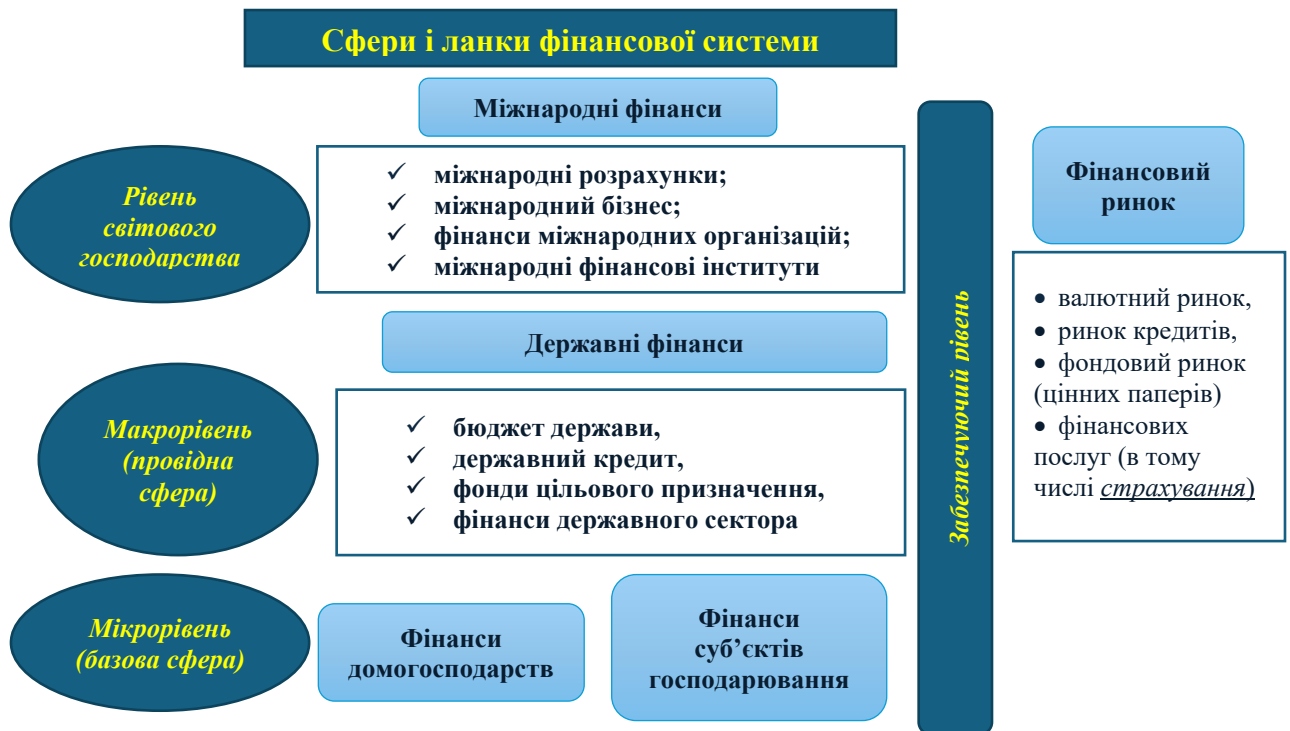 Сфери і ланки фінансової системи
Міжнародні фінанси
Рівень
світового
господарства
✓ міжнародні розрахунки;
✓ міжнародний бізнес;
✓ фінанси міжнародних організацій;
✓ міжнародні фінансові інститути
Державні фінанси
Макрорівень
(провідна
сфера)
✓ бюджет держави,
✓ державний кредит,
✓ фонди цільового призначення,
✓ фінанси державного сектора
Мікрорівень
(базова сфера)
Фінанси
домогосподарств
Фінанси
суб’єктів
господарювання
Забезпечуючий рівень
Фінансовий
ринок
• валютний ринок,
• ринок кредитів,
• фондовий ринок
(цінних паперів)
• фінансових
послуг (в тому
числі страхування)